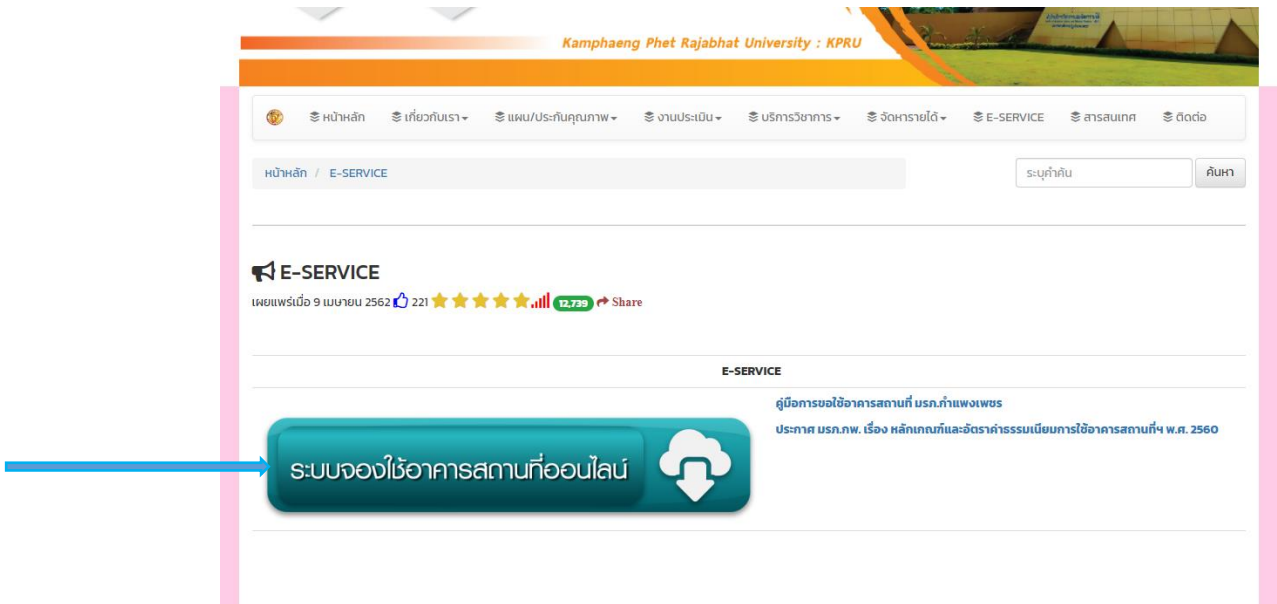 Kamphaeng Phet Rajabhat University : KPRU
หน้าหลัก เกี่ยวกับเรา แผน/ประกันคุณภาพ งานประเมิน บริการวิชาการ จัดหารายได้ E-SERVICE สารสนเทศ ติดต่อ
หน้าหลัก / E-SERVICE ระบุคำค้น ค้นหา
E-SERVICE
เผยแพร่เมื่อ 9 เมษายน 2562 221 12,739 Share
E-SERVICE
คู่มือการขอใช้อาคารสถานที่ มรภ.กำแพงเพชร
ประกาศ มรภ.กพ. เรื่อง หลักเกณฑ์และอัตราค่าธรรมเนียมการใช้อาคารสถานที่ฯ พ.ศ. 2560
ระบบจองใช้อาคารสถานที่ออนไลน์